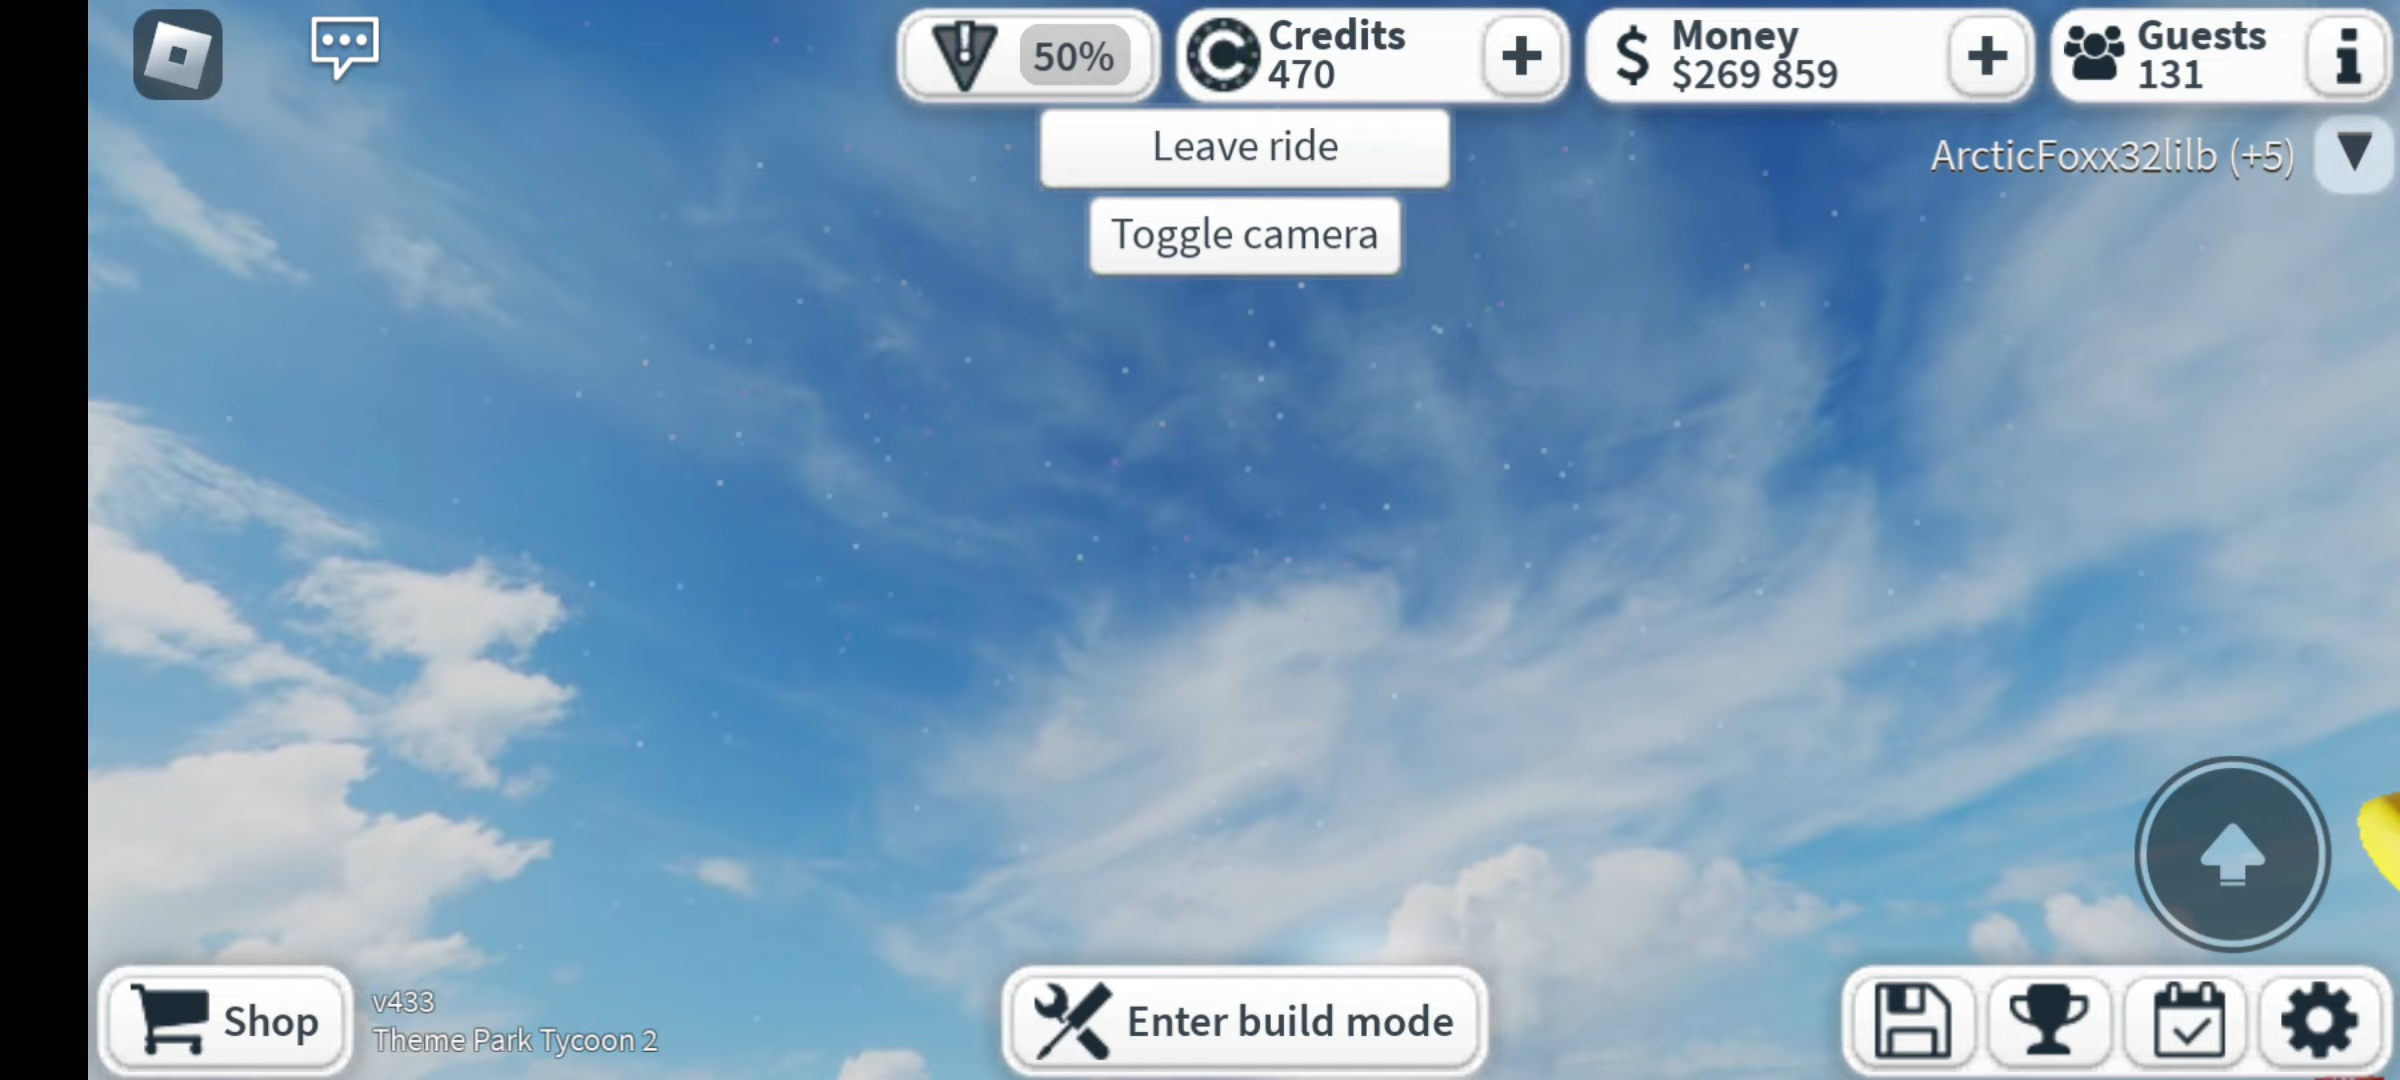 50%
Credits
470
Money
$269 859
Guests
131
Leave ride
ArcticFoxx32lilb (+5)
Toggle camera
Shop
v433
Theme Park Tycoon 2
Enter build mode